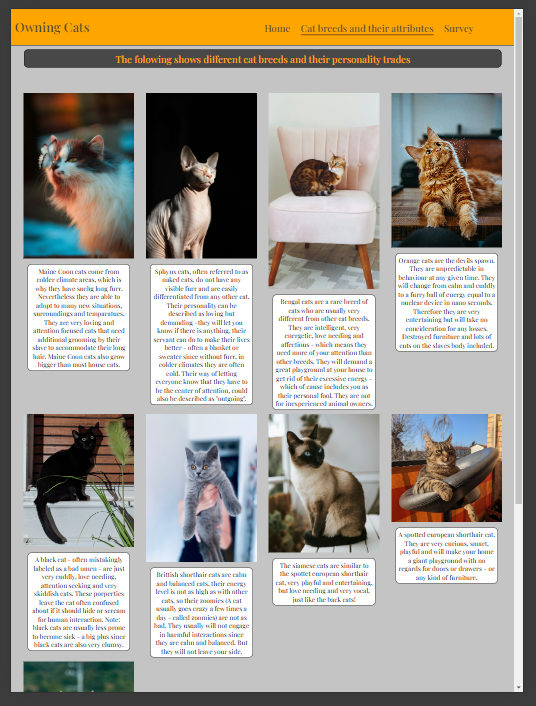 Owning Cats
Home Cat breeds and their attributes Survey
The folowing shows different cat breeds and their personality trades
Maine Coon cats come from
colder climate areas, which is
why they have suchg long furr.
Nevertheless they are able to
adopt to many new situations,
surroundings and temparatures.
They are very loving and
attention focused cats that need
additional grooming by their
slave to accommodate their long
hair. Maine Coon cats also grow
bigger than most house cats.
Sphynx cats, often referred to as
naked cats, do not have any
visible furr and are easily
differentiated from any other cat.
Their personality can be
described as loving but
demanding - they will let you
know if there is anything, their
servant can do to make their lives
better - often a blanket or
sweater since without furr, in
colder climates they are often
cold. Their way of letting
everyone know that they have to
be the center of attention, could
also be described as "outgoing".
Bengal cats are a rare breed of
cats who are usually very
different from other cat breeds.
They are intelligent, very
energetic, love needing and
affectious - which means they
need more of your attention than
other breeds. They will demand a
great playground at your house to
get rid of their excessive energy -
which of cause includes you as
their personal fool. They are not
for inexperienced animal owners.
Orange cats are the devils spawn.
They are unpredictable in
behaviour at any given time. They
will change from calm and cuddly
to a furry ball of energy equal to a
nuclear device in nano seconds.
Therefore they are very
entertaining but will take no
concideration for any losses.
Destroyed furniture and lots of
cuts on the slaves body included.
A black cat - often mistakingly
labeled as a bad omen - are just
very cuddly, love needing,
attention seeking and very
skiddish cats. These porperties
leave the cat often confused
about if it should hide or scream
for human interaction. Note:
black cats are usually less prone
to become sick - a big plus since
black cats are also very clumsy.
Brittish shorthair cats are calm
and balanced cats, their energy
level is not as high as with other
cats, so their zoomies (A cat
usually goes crazy a few times a
day - called zoomies) are not as
bad. They usually will not engage
in harmful interactions since
they are calm and balanced. But
they will not leave your side.
The siamese cats are similar to
the spottet european shorthair
cat, very playful and entertaining,
but love needing and very vocal,
just like the back cats!
A spotted european shorthair cat.
They are very curious, smart,
playful and will make your home
a giant playground with no
regards for doors or drawers - or
any kind of furniture.